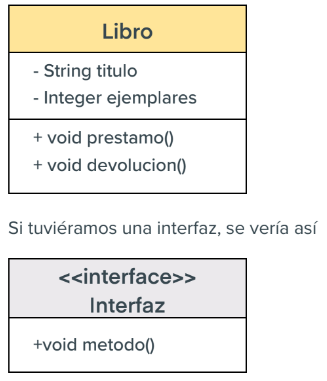 Libro
- String titulo
- Integer ejemplares
+ void prestamo()
+ void devolucion()
Si tuviéramos una interfaz, se vería así
<<interface>>
Interfaz
+void metodo()